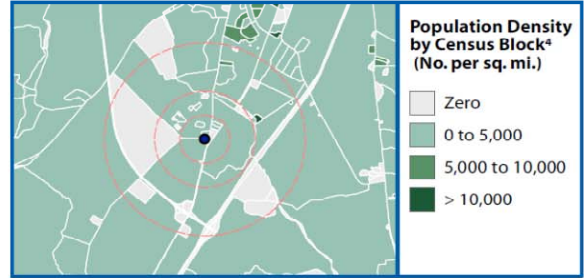 Population Density
by Census Block⁴
(No. per sq. mi.)
Zero
0 to 5,000
5,000 to 10,000
> 10,000